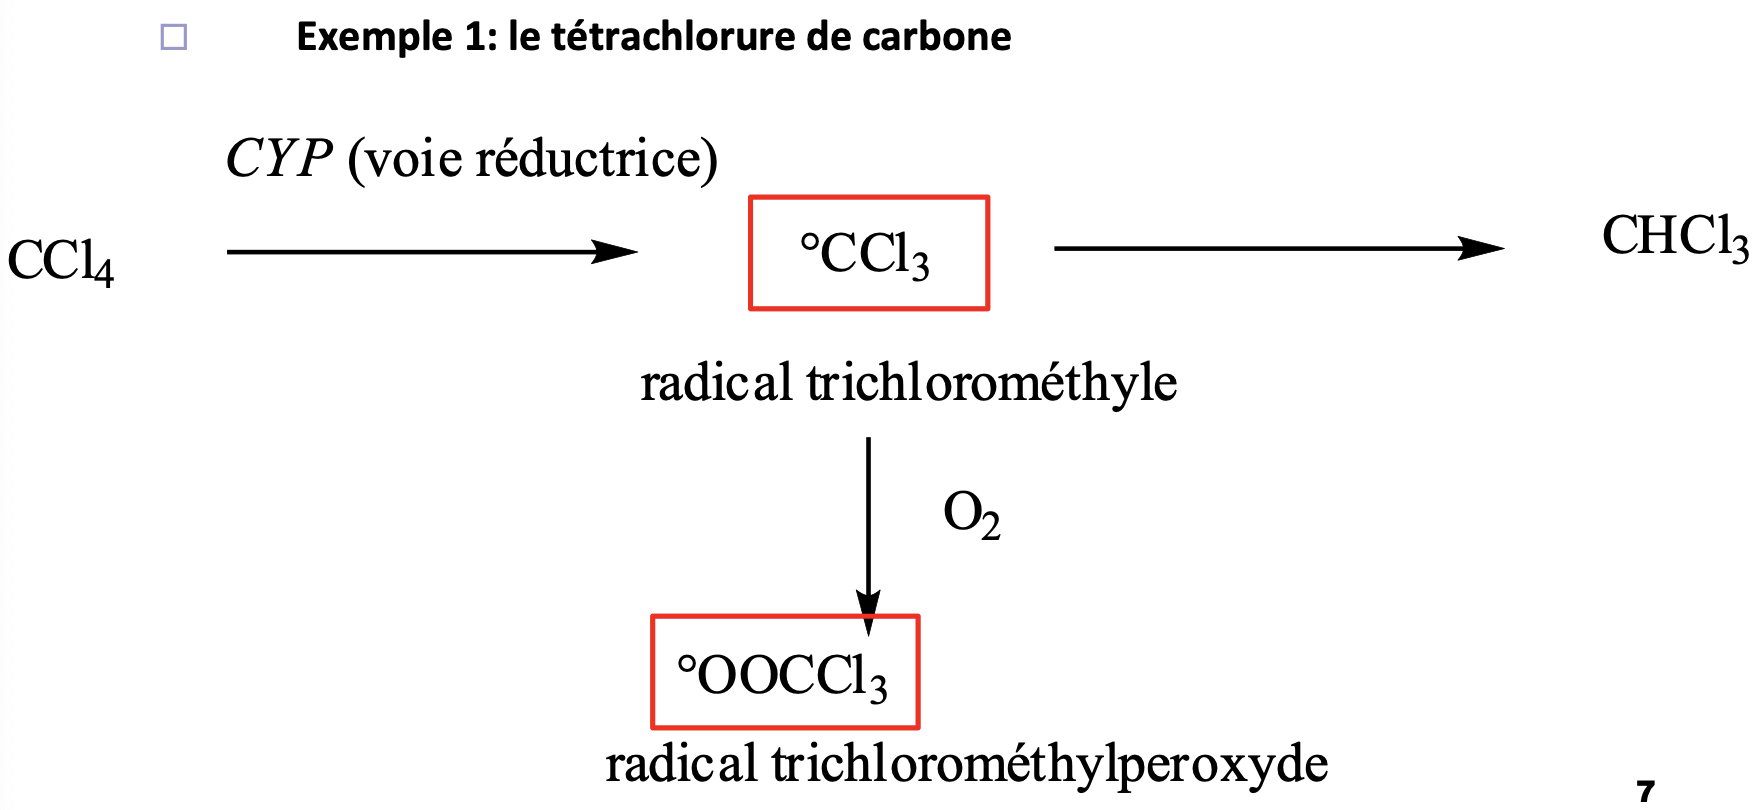 Exemple 1: le tétrachlorure de carbone
CYP (voie réductrice)
CCl4
°CCl3
CHCl3
radical trichlorométhyle
O2
°OOCCl3
radical trichlorométhylperoxyde
7